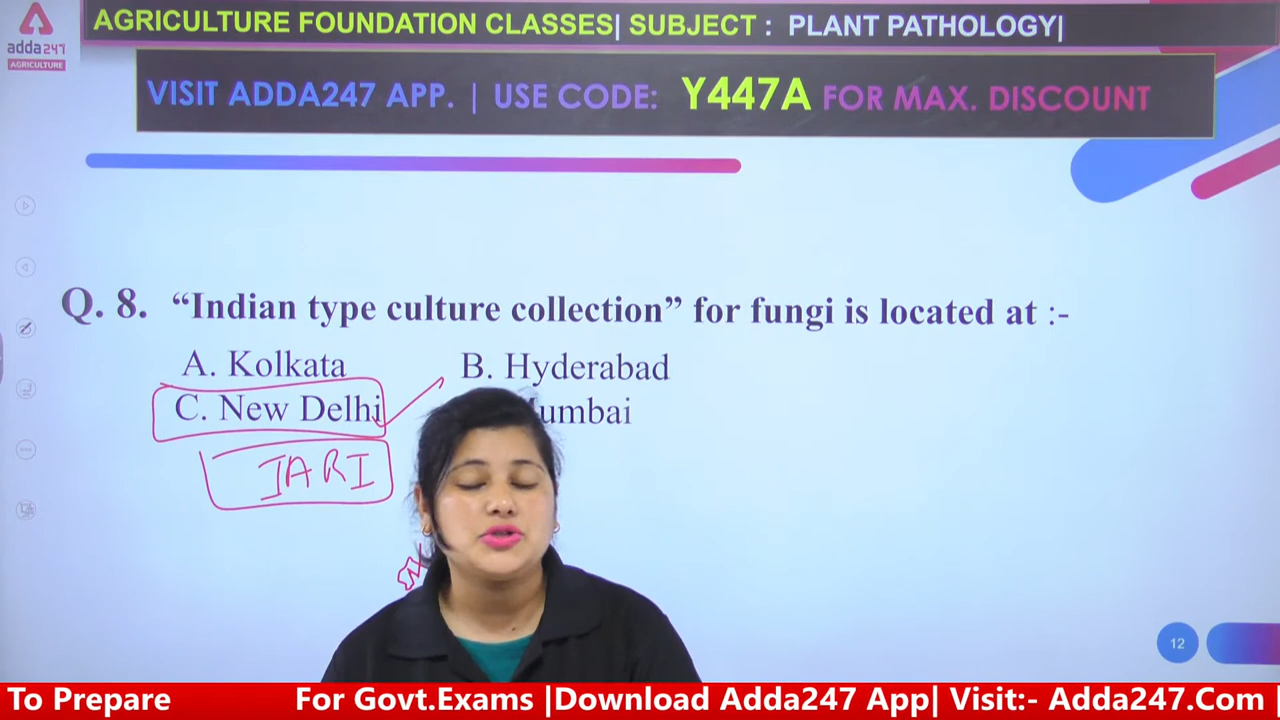 adda247
AGRICULTURE
AGRICULTURE FOUNDATION CLASSES| SUBJECT : PLANT PATHOLOGY|
VISIT ADDA247 APP. | USE CODE: Y447A FOR MAX. DISCOUNT
Q. 8. “Indian type culture collection” for fungi is located at :-
A. Kolkata B. Hyderabad
C. New Delhi umbai
IARI
12
To Prepare For Govt.Exams |Download Adda247 App| Visit:- Adda247.Com |